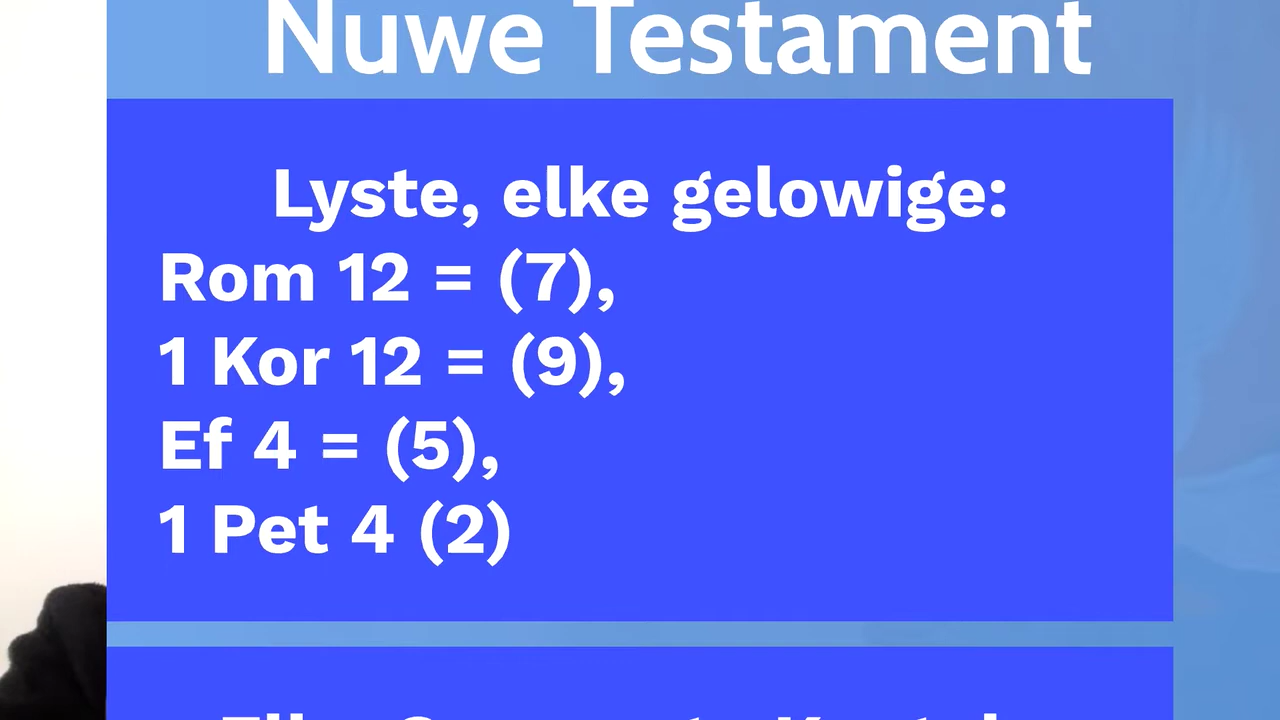 Nuwe Testament
Lyste, elke gelowige:
Rom 12 = (7),
1 Kor 12 = (9),
Ef 4 = (5),
1 Pet 4 (2)